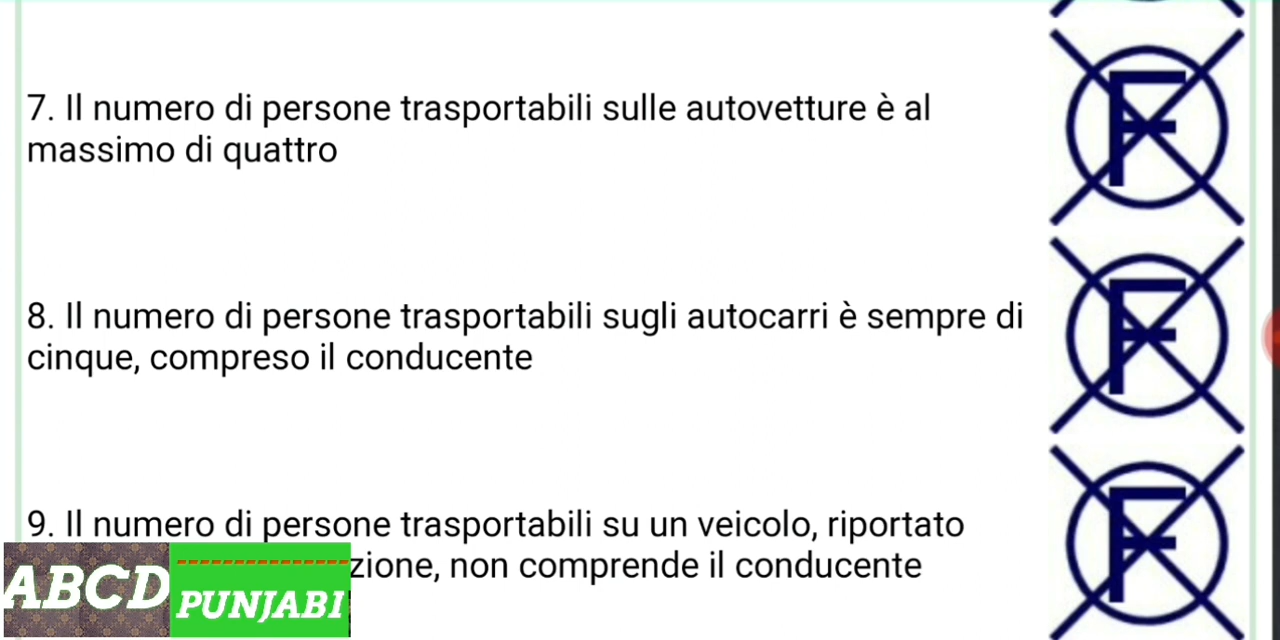 7. Il numero di persone trasportabili sulle autovetture è al
massimo di quattro
F
8. Il numero di persone trasportabili sugli autocarri è sempre di
cinque, compreso il conducente
F
9. Il numero di persone trasportabili su un veicolo, riportato
zione, non comprende il conducente
F
ABCD
PUNJABI